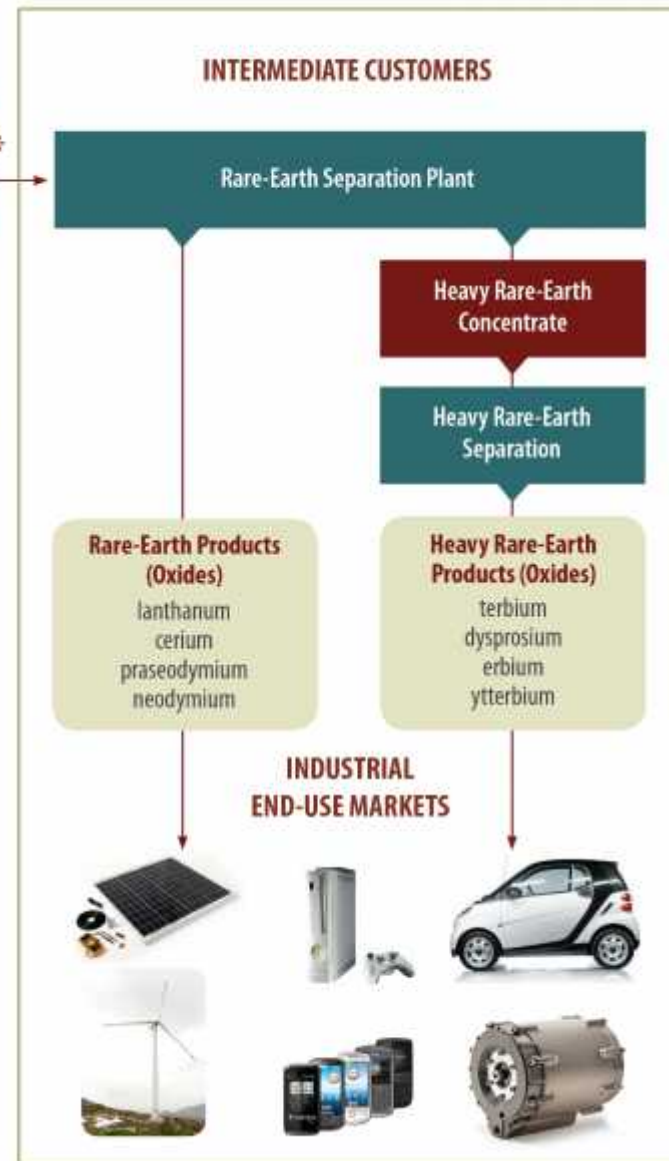 INTERMEDIATE CUSTOMERS
Rare-Earth Separation Plant
Heavy Rare-Earth
Concentrate
Heavy Rare-Earth
Separation
Rare-Earth Products
(Oxides)
lanthanum
cerium
praseodymium
neodymium
Heavy Rare-Earth
Products (Oxides)
terbium
dysprosium
erbium
ytterbium
INDUSTRIAL
END-USE MARKETS